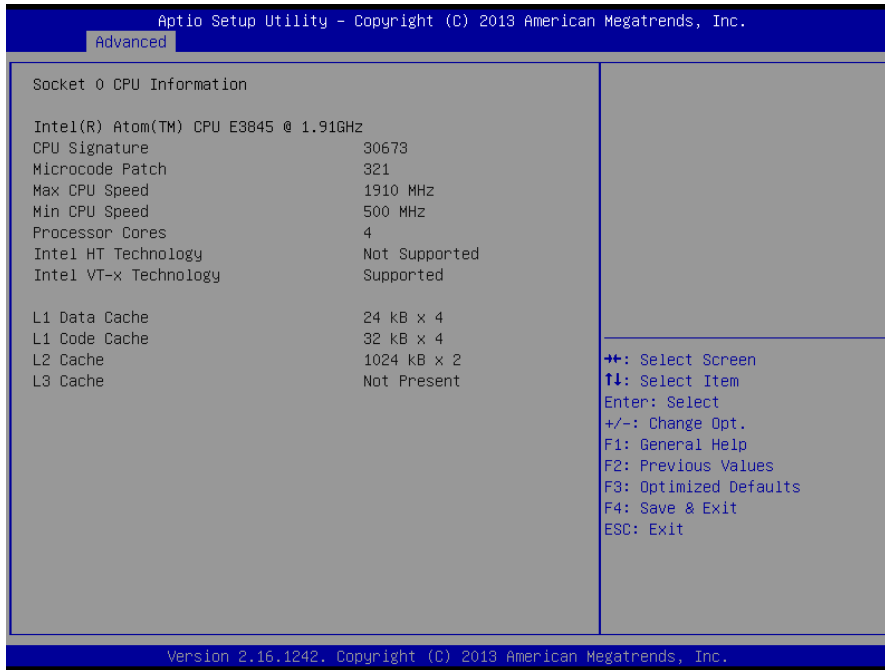 Aptio Setup Utility - Copyright (C) 2013 American Megatrends, Inc.
Advanced
Socket 0 CPU Information
Intel(R) Atom(TM) CPU E3845 @ 1.91GHz
CPU Signature 30673
Microcode Patch 321
Max CPU Speed 1910 MHz
Min CPU Speed 500 MHz
Processor Cores 4
Intel HT Technology Not Supported
Intel VT-x Technology Supported
L1 Data Cache 24 kB x 4
L1 Code Cache 32 kB x 4
L2 Cache 1024 kB x 2
L3 Cache Not Present
→←: Select Screen
↑↓: Select Item
Enter: Select
+/-: Change Opt.
F1: General Help
F2: Previous Values
F3: Optimized Defaults
F4: Save & Exit
ESC: Exit
Version 2.16.1242. Copyright (C) 2013 American Megatrends, Inc.